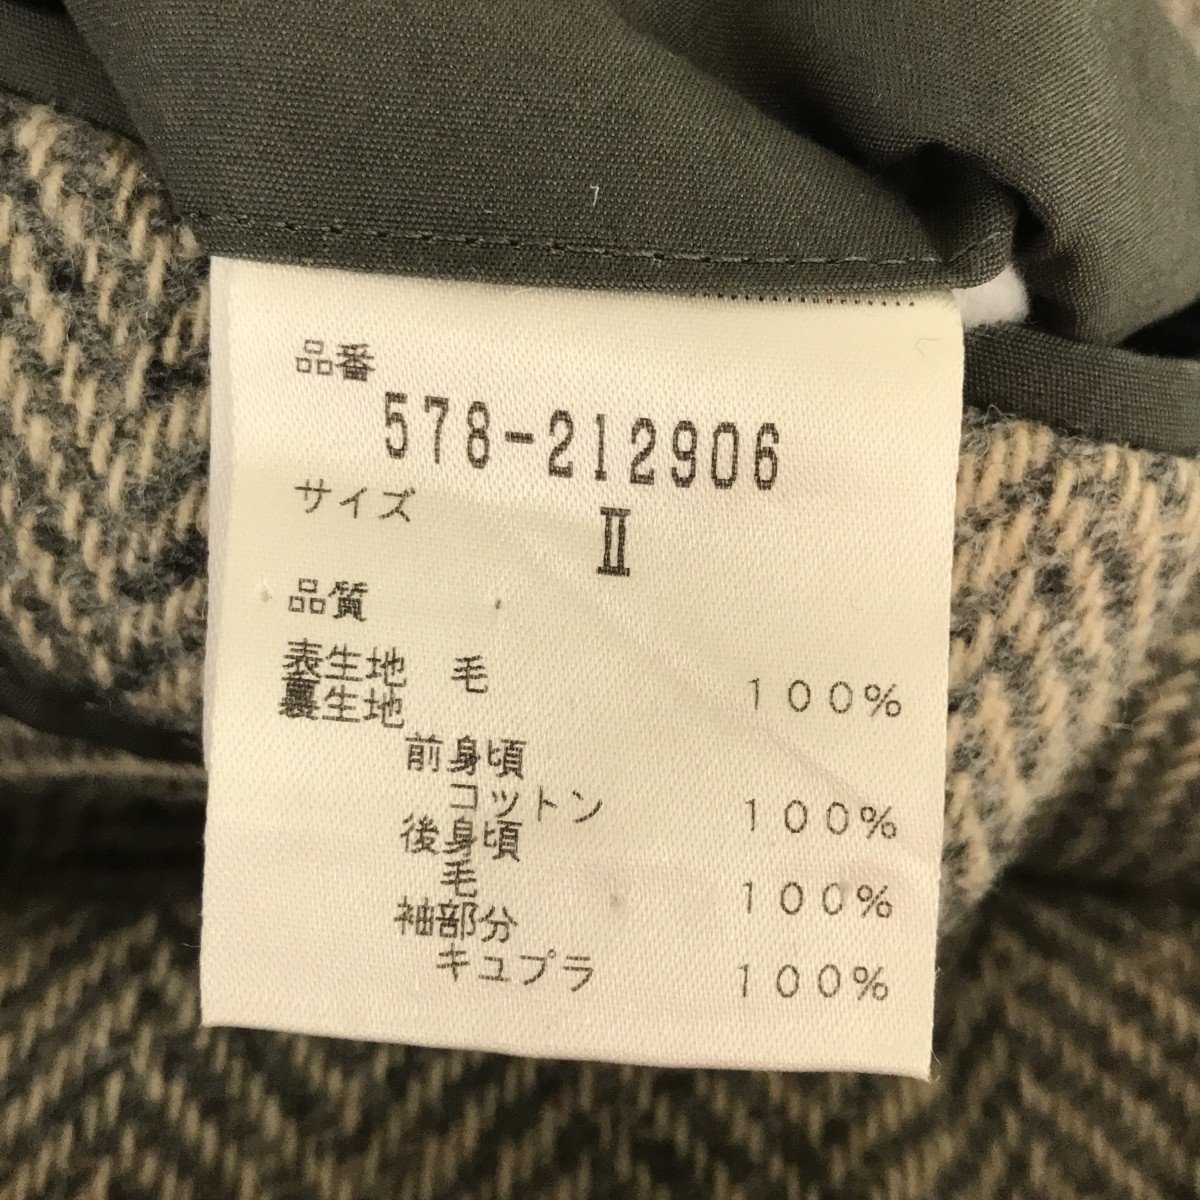 品番
578-212906
サイズ
Ⅱ
品質
表生地 毛 100%
裏生地
前身頃
コットン 100%
後身頃
毛 100%
袖部分
キュプラ 100%